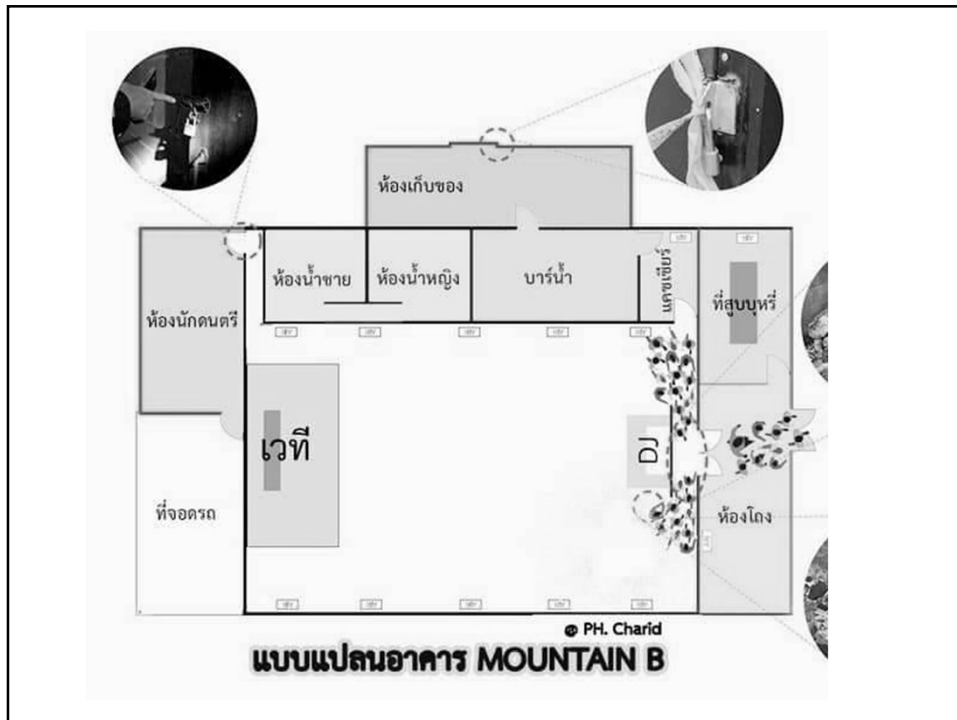 ห้องเก็บของ
ห้องน้ำชาย
ห้องน้ำหญิง
บาร์น้ำ
แคชเชียร์
ที่สูบบุหรี่
ห้องนักดนตรี
เวที
DJ
ที่จอดรถ
ห้องโถง
@ PH. Charid
แบบแปลนอาคาร MOUNTAIN B